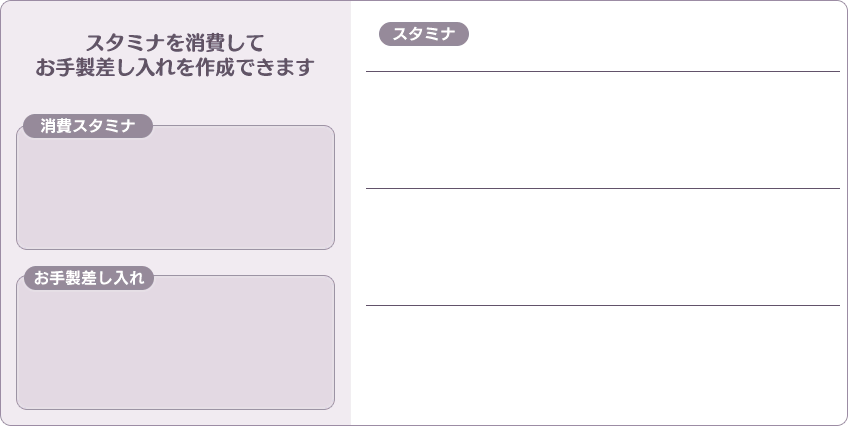 スタミナを消費して
お手製差し入れを作成できます
消費スタミナ
お手製差し入れ
スタミナ